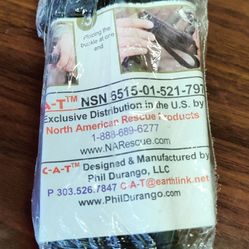 Placing the
buckle at one
end.
C-A-T™ NSN 6515-01-521-797
Exclusive Distribution in the U.S. by
North American Rescue Products
1-888-689-6277
www.NARescue.com
C-A-T™ Designed & Manufactured by
Phil Durango, LLC
P 303.526.7847 C-A-T@earthlink.net
www.PhilDurango.com